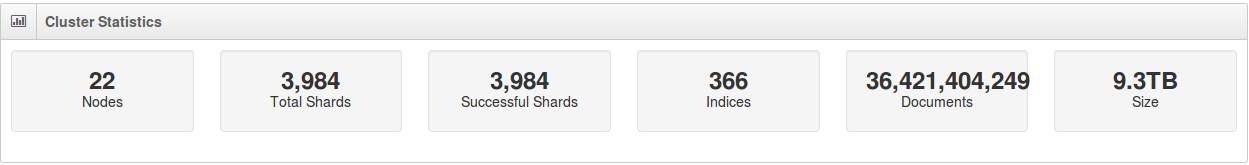 Cluster Statistics
22
Nodes
3,984
Total Shards
3,984
Successful Shards
366
Indices
36,421,404,249
Documents
9.3TB
Size